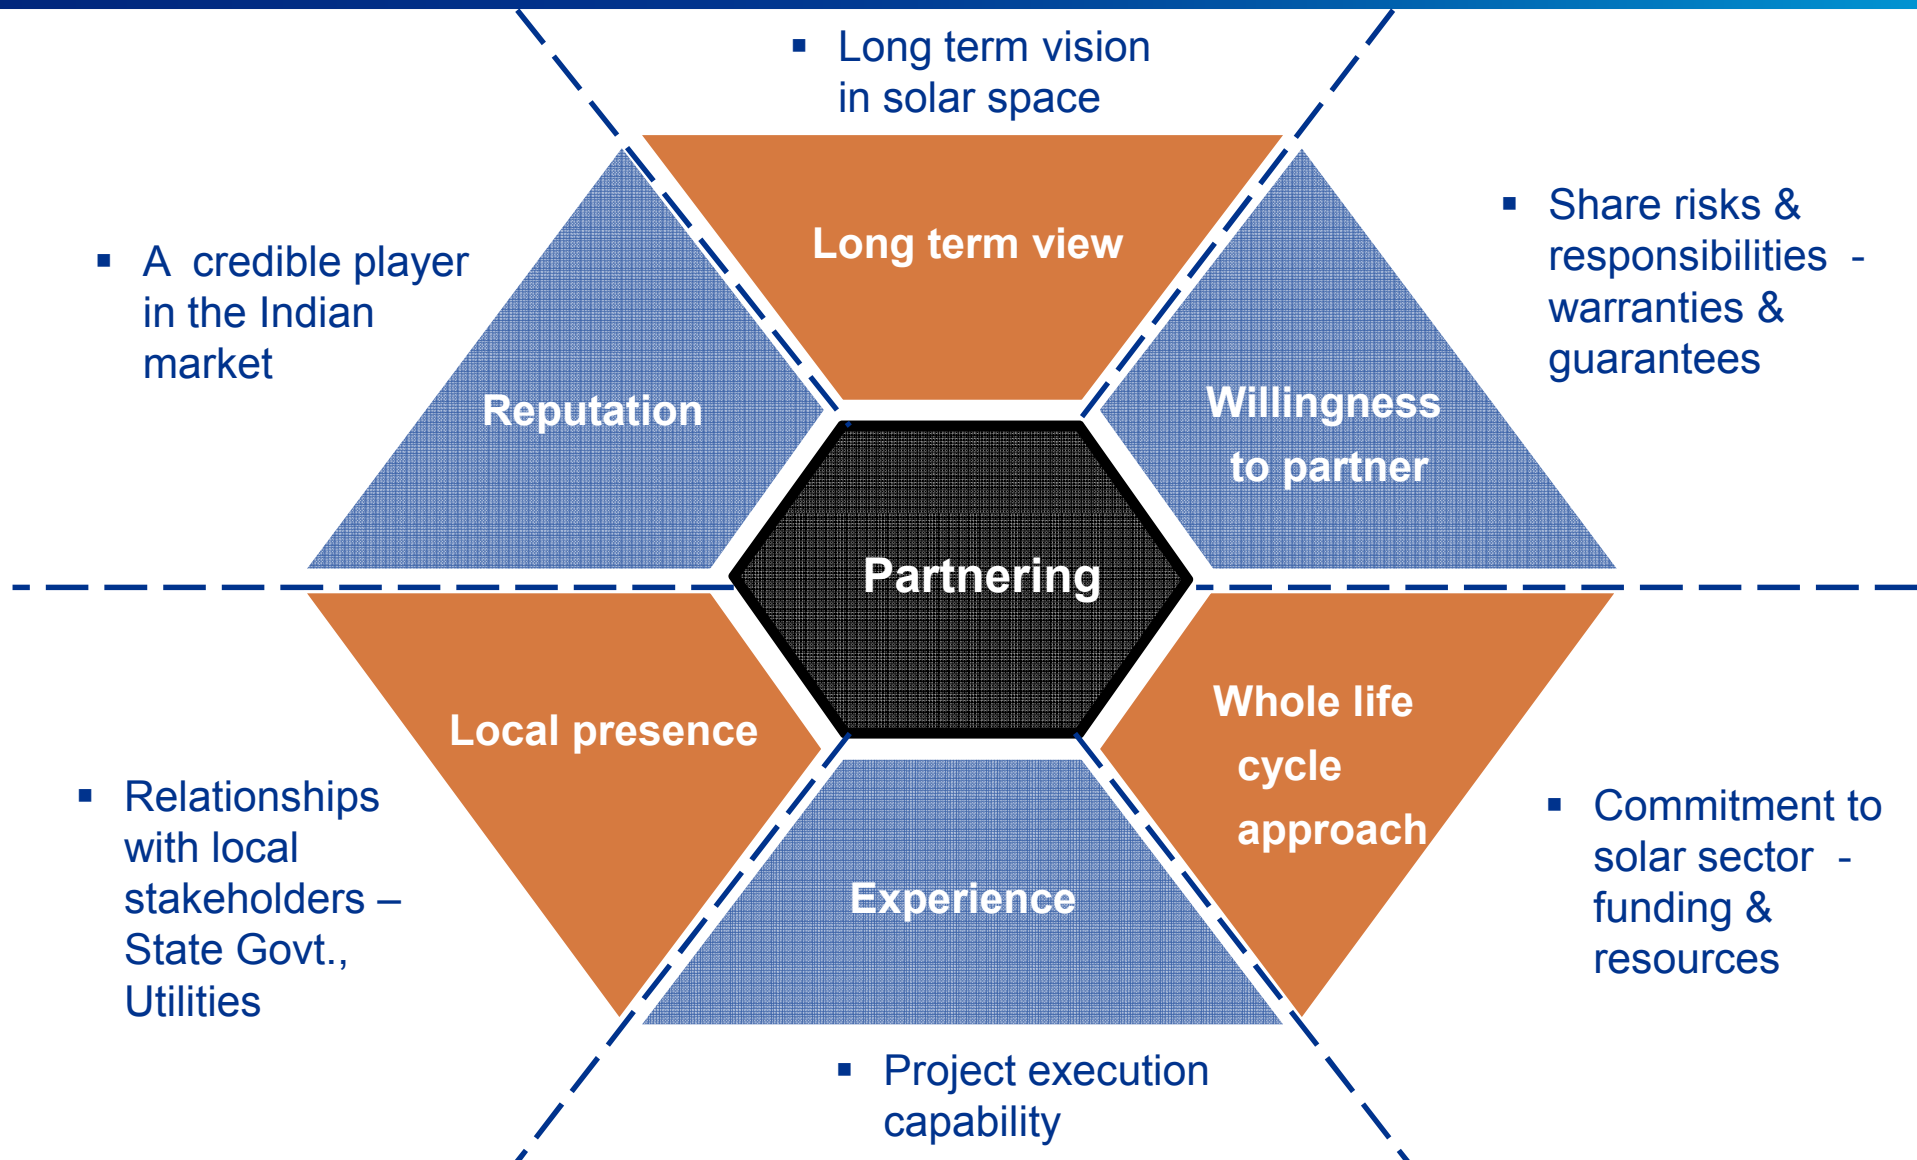 ▪ Long term vision
in solar space
Long term view
▪ Share risks &
responsibilities -
warranties &
guarantees
▪ A credible player
in the Indian
market
Reputation
Willingness
to partner
Partnering
Local presence
Whole life
cycle
approach
▪ Relationships
with local
stakeholders –
State Govt.,
Utilities
▪ Commitment to
solar sector -
funding &
resources
Experience
▪ Project execution
capability